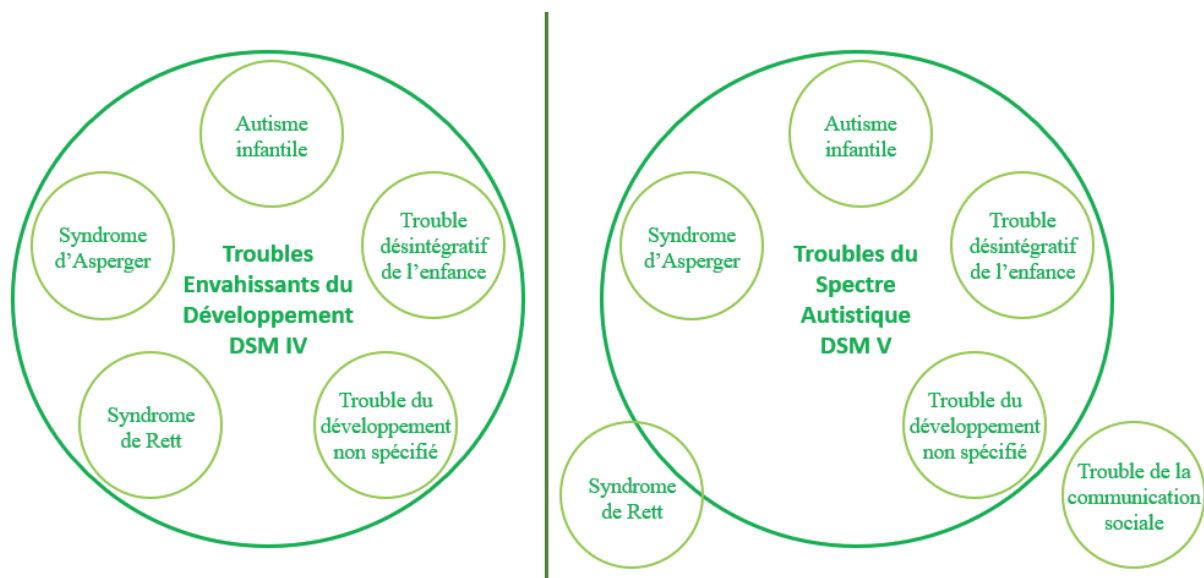 Autisme
infantile
Syndrome
d’Asperger
Trouble
désintégratif
de l’enfance
Troubles
Envahissants du
Développement
DSM IV
Syndrome
de Rett
Trouble du
développement
non spécifié
Autisme
infantile
Syndrome
d’Asperger
Trouble
désintégratif
de l’enfance
Troubles du
Spectre
Autistique
DSM V
Trouble du
développement
non spécifié
Syndrome
de Rett
Trouble de la
communication
sociale